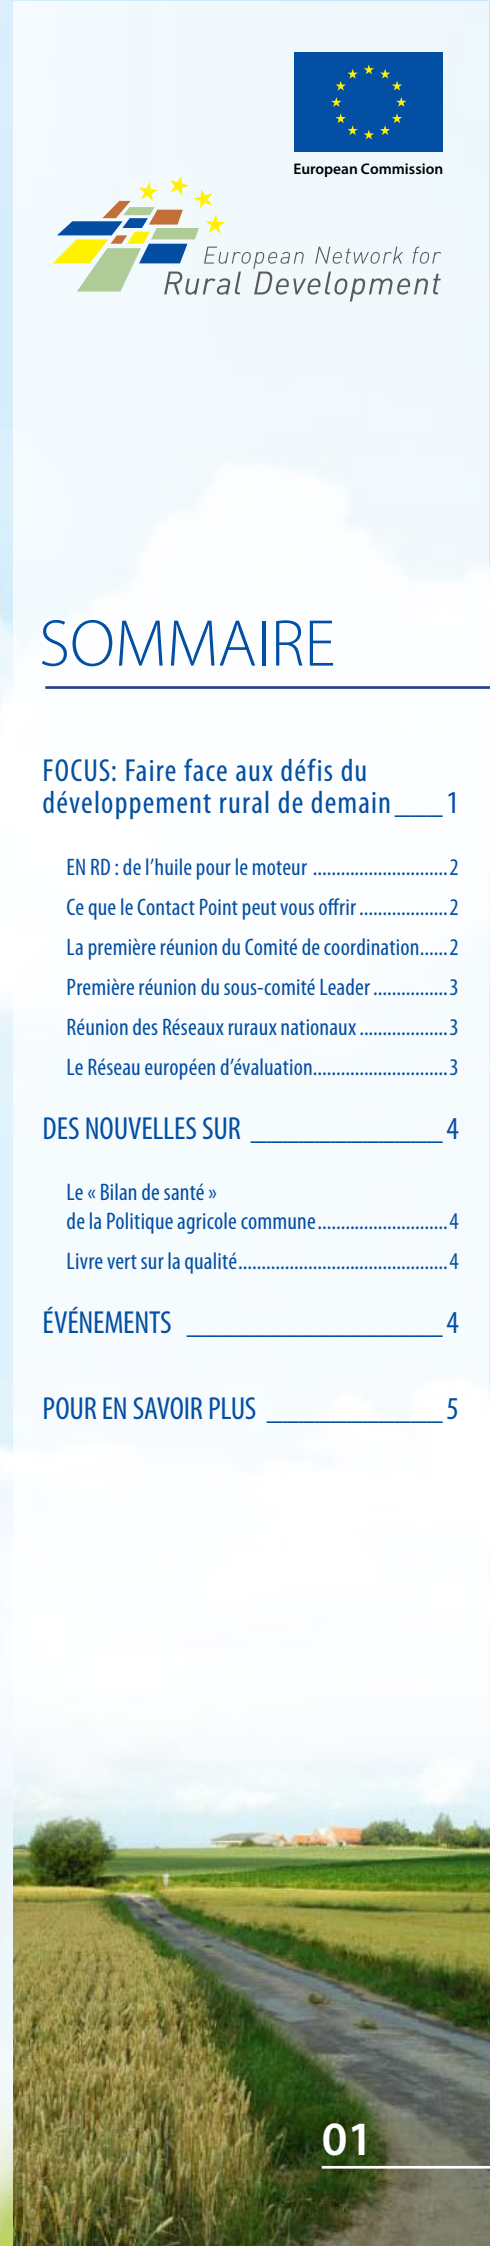 European Commission
European Network for
Rural Development
SOMMAIRE
FOCUS: Faire face aux défis du
développement rural de demain ___ 1
EN RD : de l’huile pour le moteur ............................. 2
Ce que le Contact Point peut vous offrir ................... 2
La première réunion du Comité de coordination...... 2
Première réunion du sous-comité Leader ................ 3
Réunion des Réseaux ruraux nationaux ................... 3
Le Réseau européen d’évaluation............................. 3
DES NOUVELLES SUR ____________ 4
Le « Bilan de santé »
de la Politique agricole commune............................ 4
Livre vert sur la qualité............................................. 4
ÉVÉNEMENTS ________________ 4
POUR EN SAVOIR PLUS ___________ 5
01